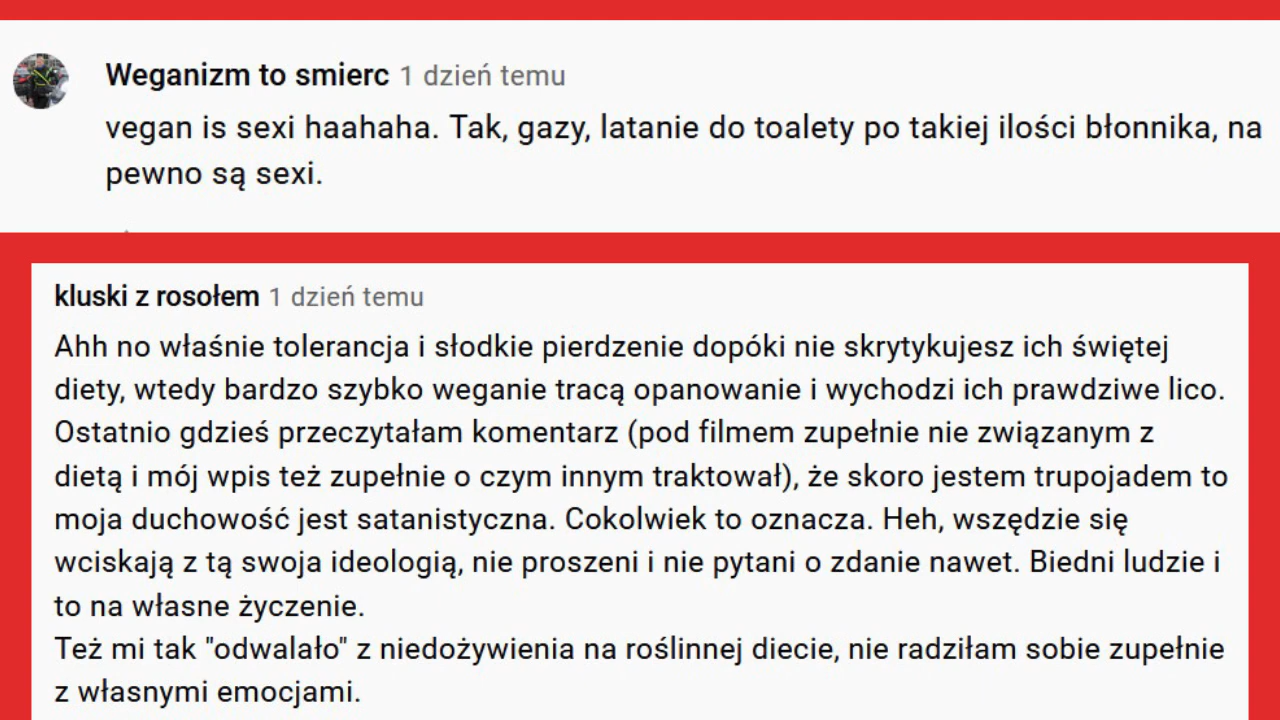 Weganizm to smierc 1 dzień temu
vegan is sexi haahaha. Tak, gazy, latanie do toalety po takiej ilości błonnika, na
pewno są sexi.
kluski z rosołem 1 dzień temu
Ahh no właśnie tolerancja i słodkie pierdzenie dopóki nie skrytykujesz ich świętej
diety, wtedy bardzo szybko weganie tracą opanowanie i wychodzi ich prawdziwe lico.
Ostatnio gdzieś przeczytałam komentarz (pod filmem zupełnie nie związanym z
dietą i mój wpis też zupełnie o czym innym traktował), że skoro jestem trupojadem to
moja duchowość jest satanistyczna. Cokolwiek to oznacza. Heh, wszędzie się
wciskają z tą swoja ideologią, nie proszeni i nie pytani o zdanie nawet. Biedni ludzie i
to na własne życzenie.
Też mi tak "odwalało" z niedożywienia na roślinnej diecie, nie radziłam sobie zupełnie
z własnymi emocjami.